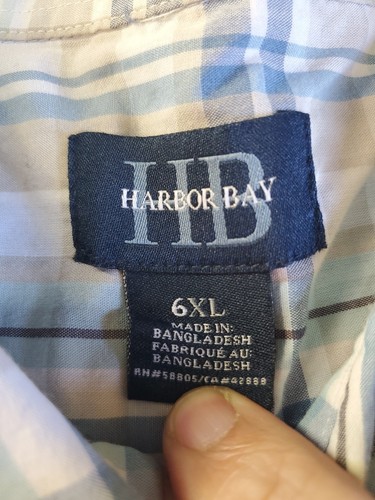 HB
HARBOR BAY
6XL
MADE IN:
BANGLADESH
FABRIQUÉ AU:
BANGLADESH
RN#58805/CA#42888